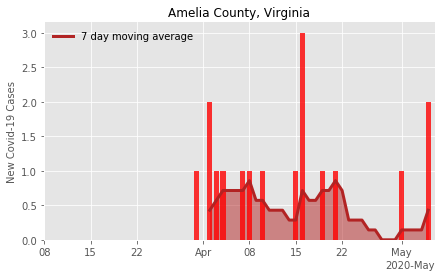 Amelia County, Virginia
7 day moving average
New Covid-19 Cases
3.0
2.5
2.0
1.5
1.0
0.5
0.0
08 15 22 Apr 08 15 22 May
2020-May